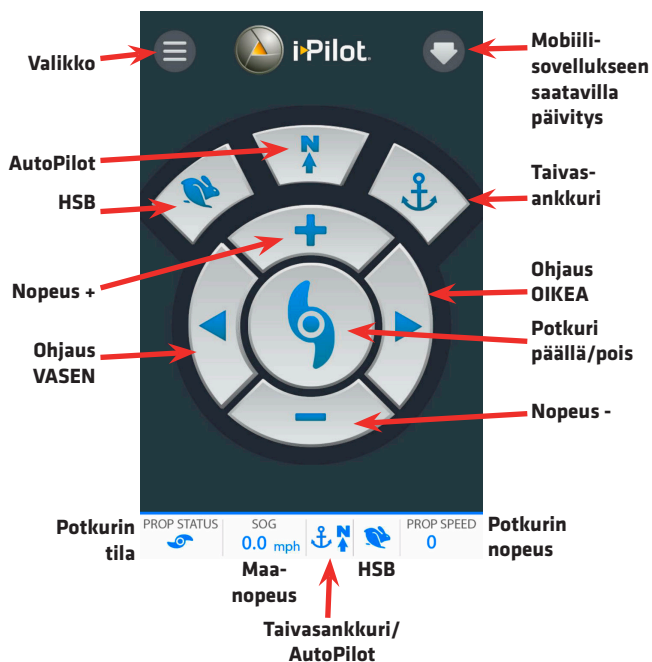 Valikko
i-Pilot.
Mobiili-
sovellukseen
saatavilla
päivitys
AutoPilot
N
Taivas-
ankkuri
HSB
Nopeus +
Ohjaus
OIKEA
Ohjaus
VASEN
Potkuri
päällä/pois
Nopeus -
Potkurin
tila
PROP STATUS
SOG
0.0 mph
N
PROP SPEED
0
Potkurin
nopeus
Maa-
nopeus
HSB
Taivasankkuri/
AutoPilot